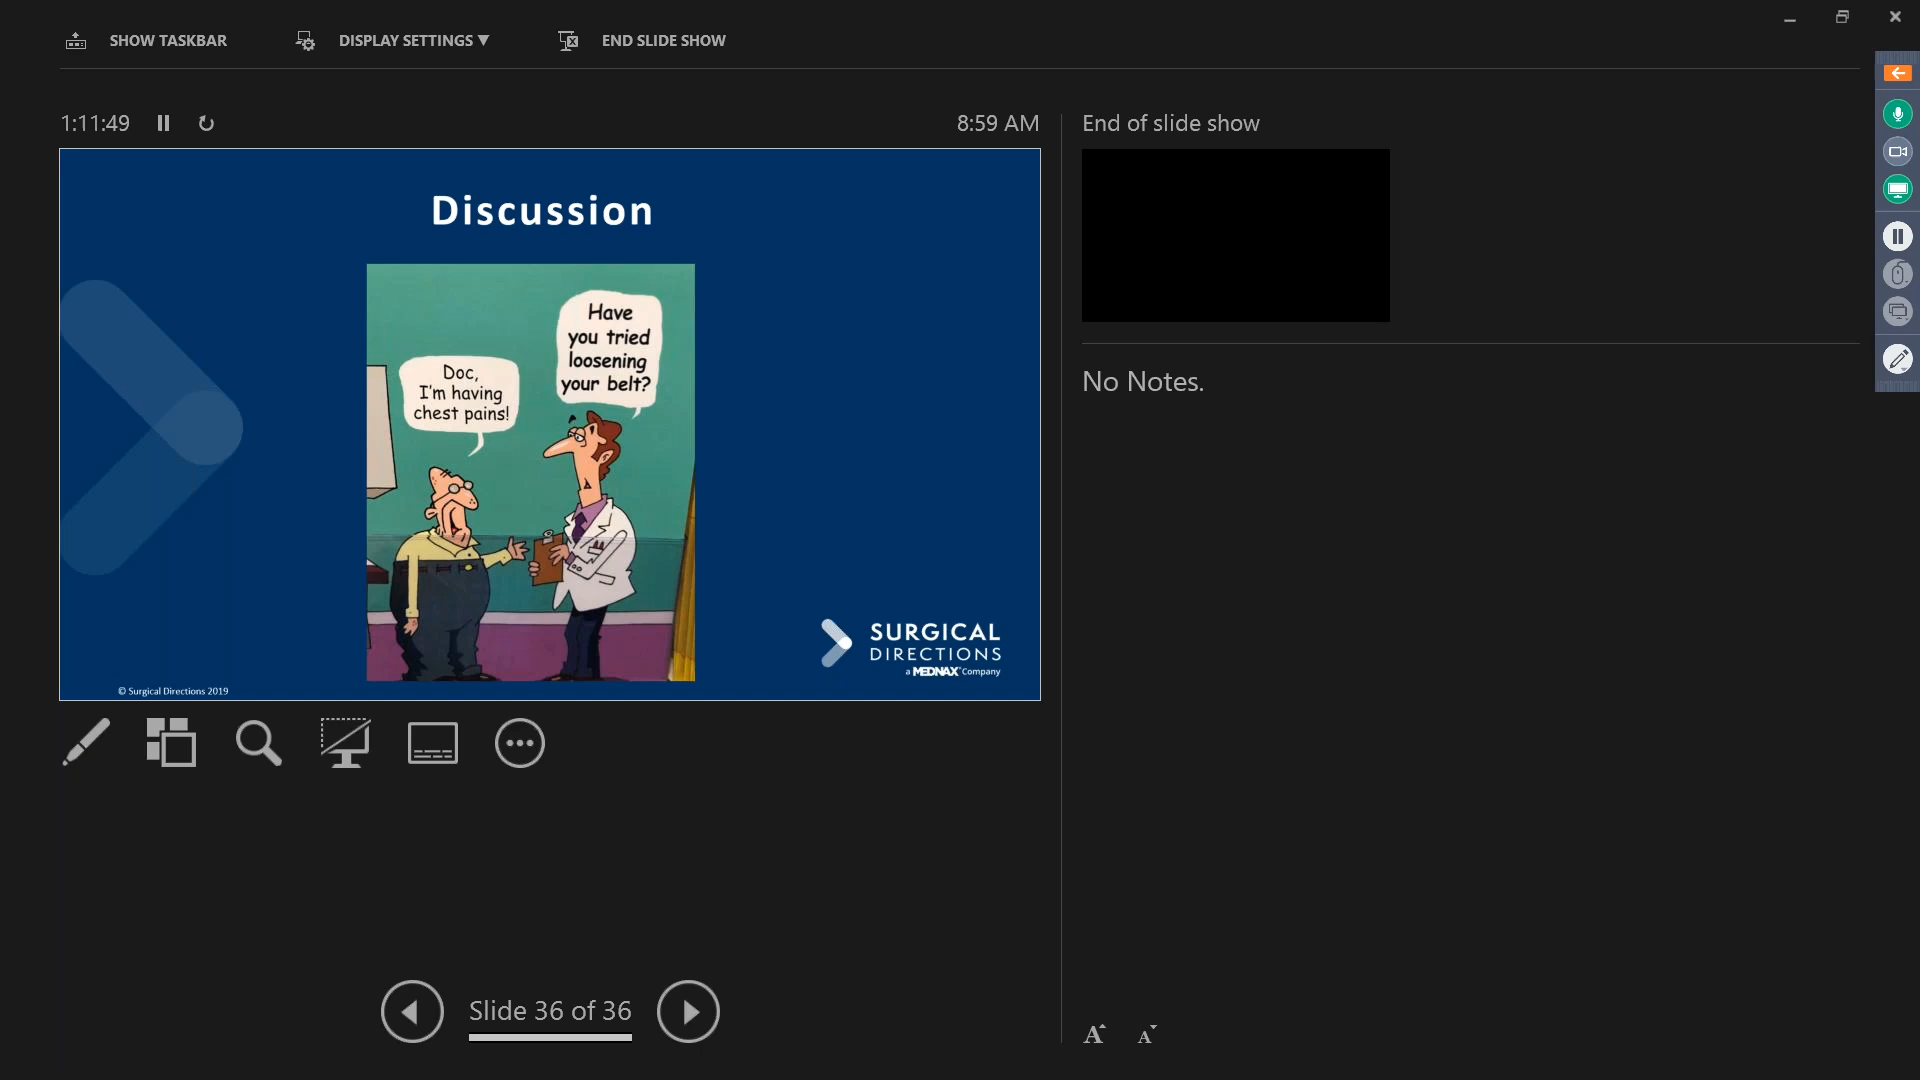 SHOW TASKBAR
DISPLAY SETTINGS ▼
END SLIDE SHOW
1:11:49
8:59 AM
End of slide show
Discussion
Have
you tried
loosening
your belt?
Doc,
I'm having
chest pains!
SURGICAL
DIRECTIONS
a MEDNAX Company
© Surgical Directions 2019
No Notes.
Slide 36 of 36
A A